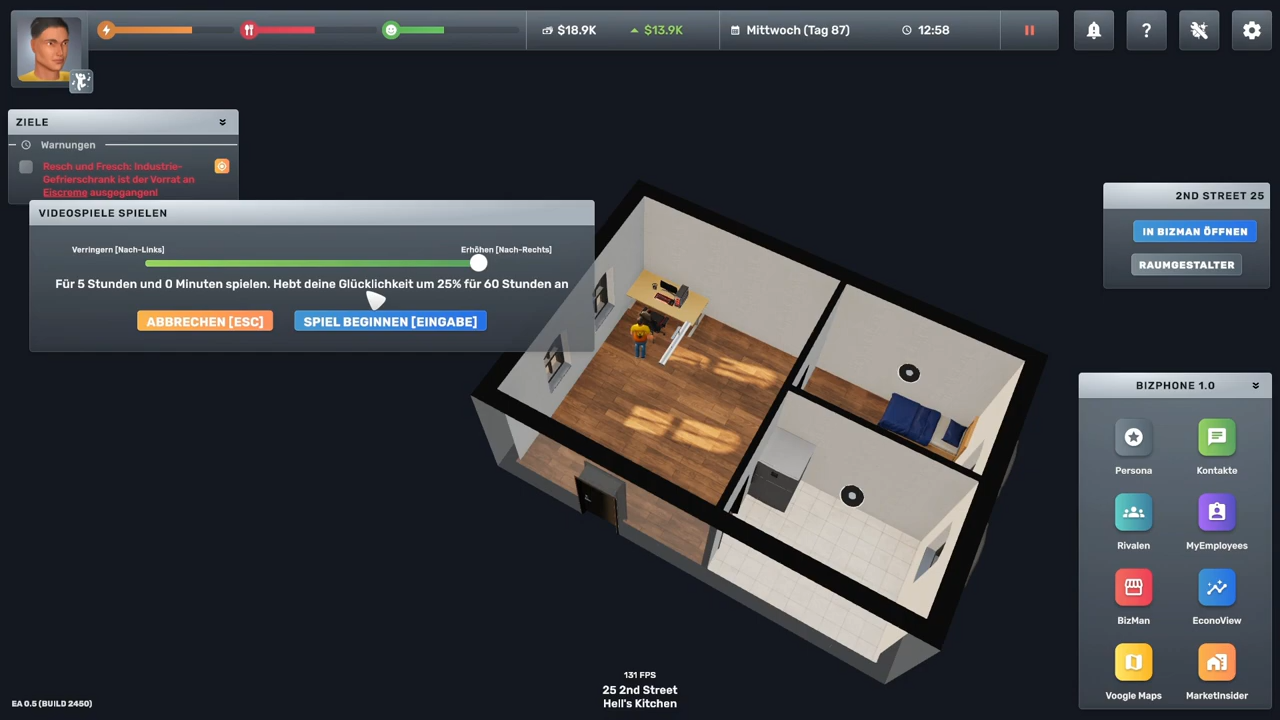 $18.9K
$13.9K
Mittwoch (Tag 87)
12:58
ZIELE
Warnungen
Resch und Fresch: Industrie-
Gefrierschrank ist der Vorrat an
Eiscreme ausgegangen!
VIDEOSPIELE SPIELEN
Verringern [Nach-Links]
Erhöhen [Nach-Rechts]
Für 5 Stunden und 0 Minuten spielen. Hebt deine Glücklichkeit um 25% für 60 Stunden an
ABBRECHEN [ESC]
SPIEL BEGINNEN [EINGABE]
2ND STREET 25
IN BIZMAN ÖFFNEN
RAUMGESTALTER
BIZPHONE 1.0
Persona
Kontakte
Rivalen
MyEmployees
BizMan
EconoView
Voogle Maps
MarketInsider
131 FPS
25 2nd Street
Hell's Kitchen
EA 0.5 (BUILD 2450)